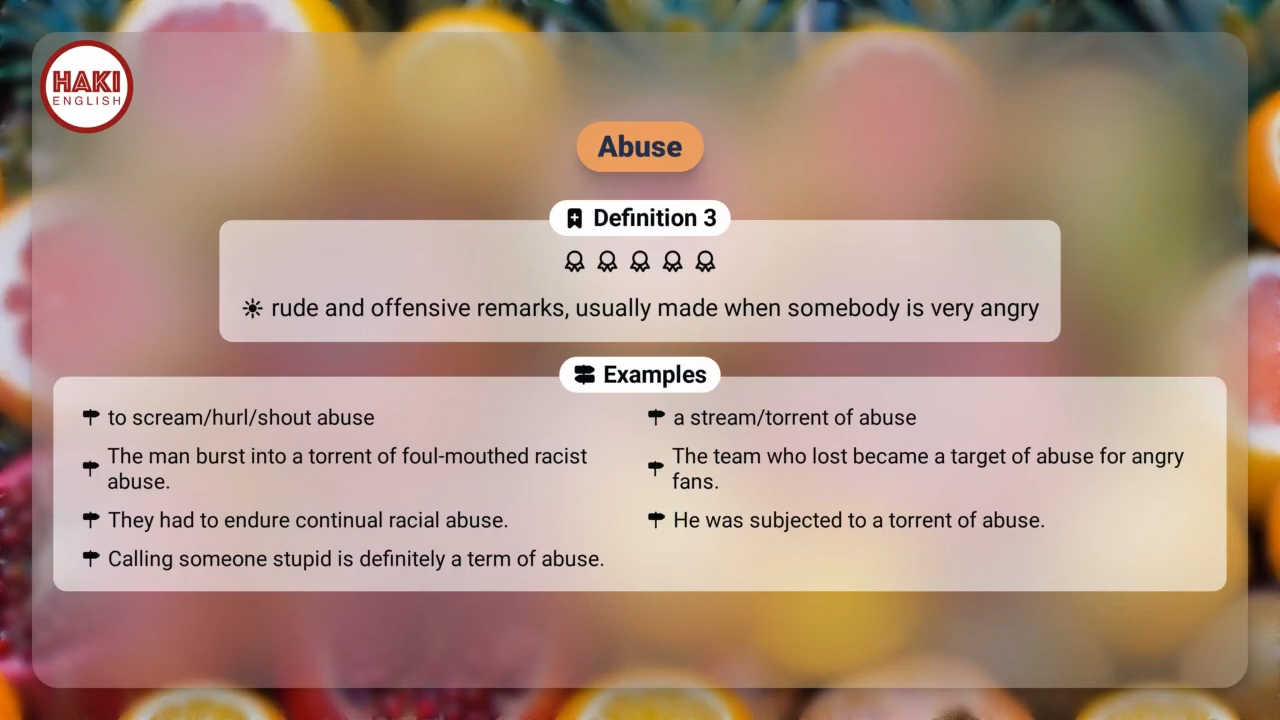 HAKI
ENGLISH
Abuse
Definition 3
rude and offensive remarks, usually made when somebody is very angry
Examples
to scream/hurl/shout abuse
a stream/torrent of abuse
The man burst into a torrent of foul-mouthed racist
abuse.
The team who lost became a target of abuse for angry
fans.
They had to endure continual racial abuse.
He was subjected to a torrent of abuse.
Calling someone stupid is definitely a term of abuse.